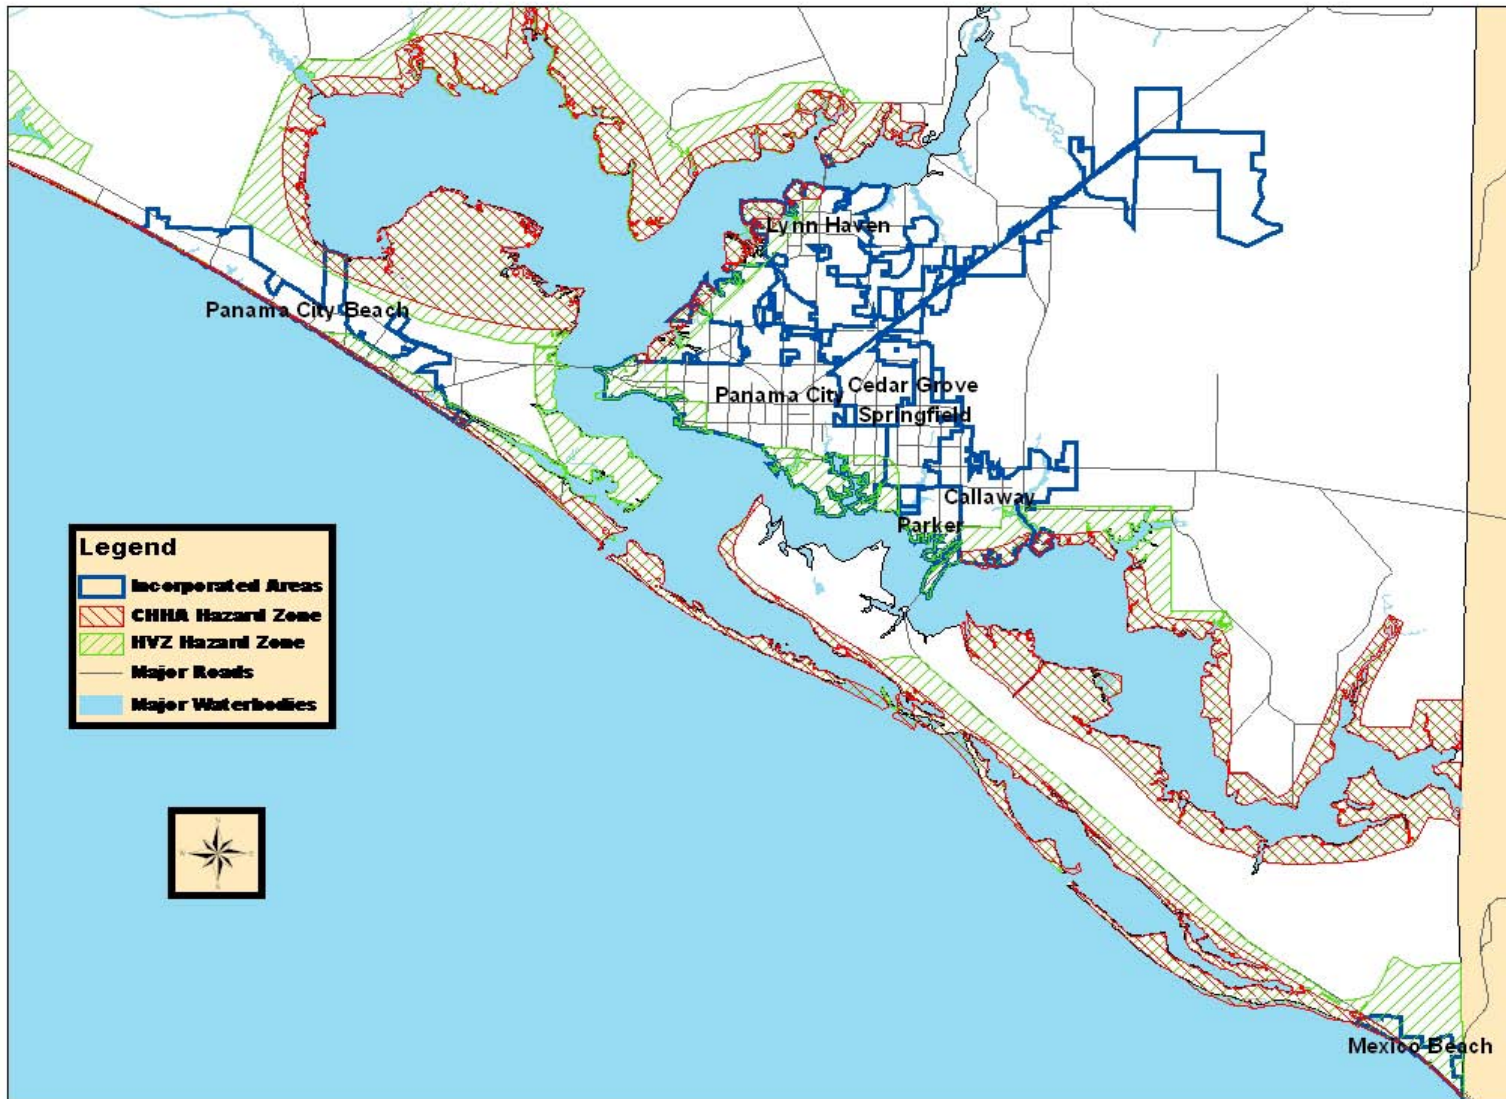 Lynn Haven
Panama City Beach
Panama City
Cedar Grove
Springfield
Callaway
Parker
Legend
Incorporated Areas
CHHA Hazard Zone
HVZ Hazard Zone
Major Roads
Major Waterbodies
N
S
Mexico Beach